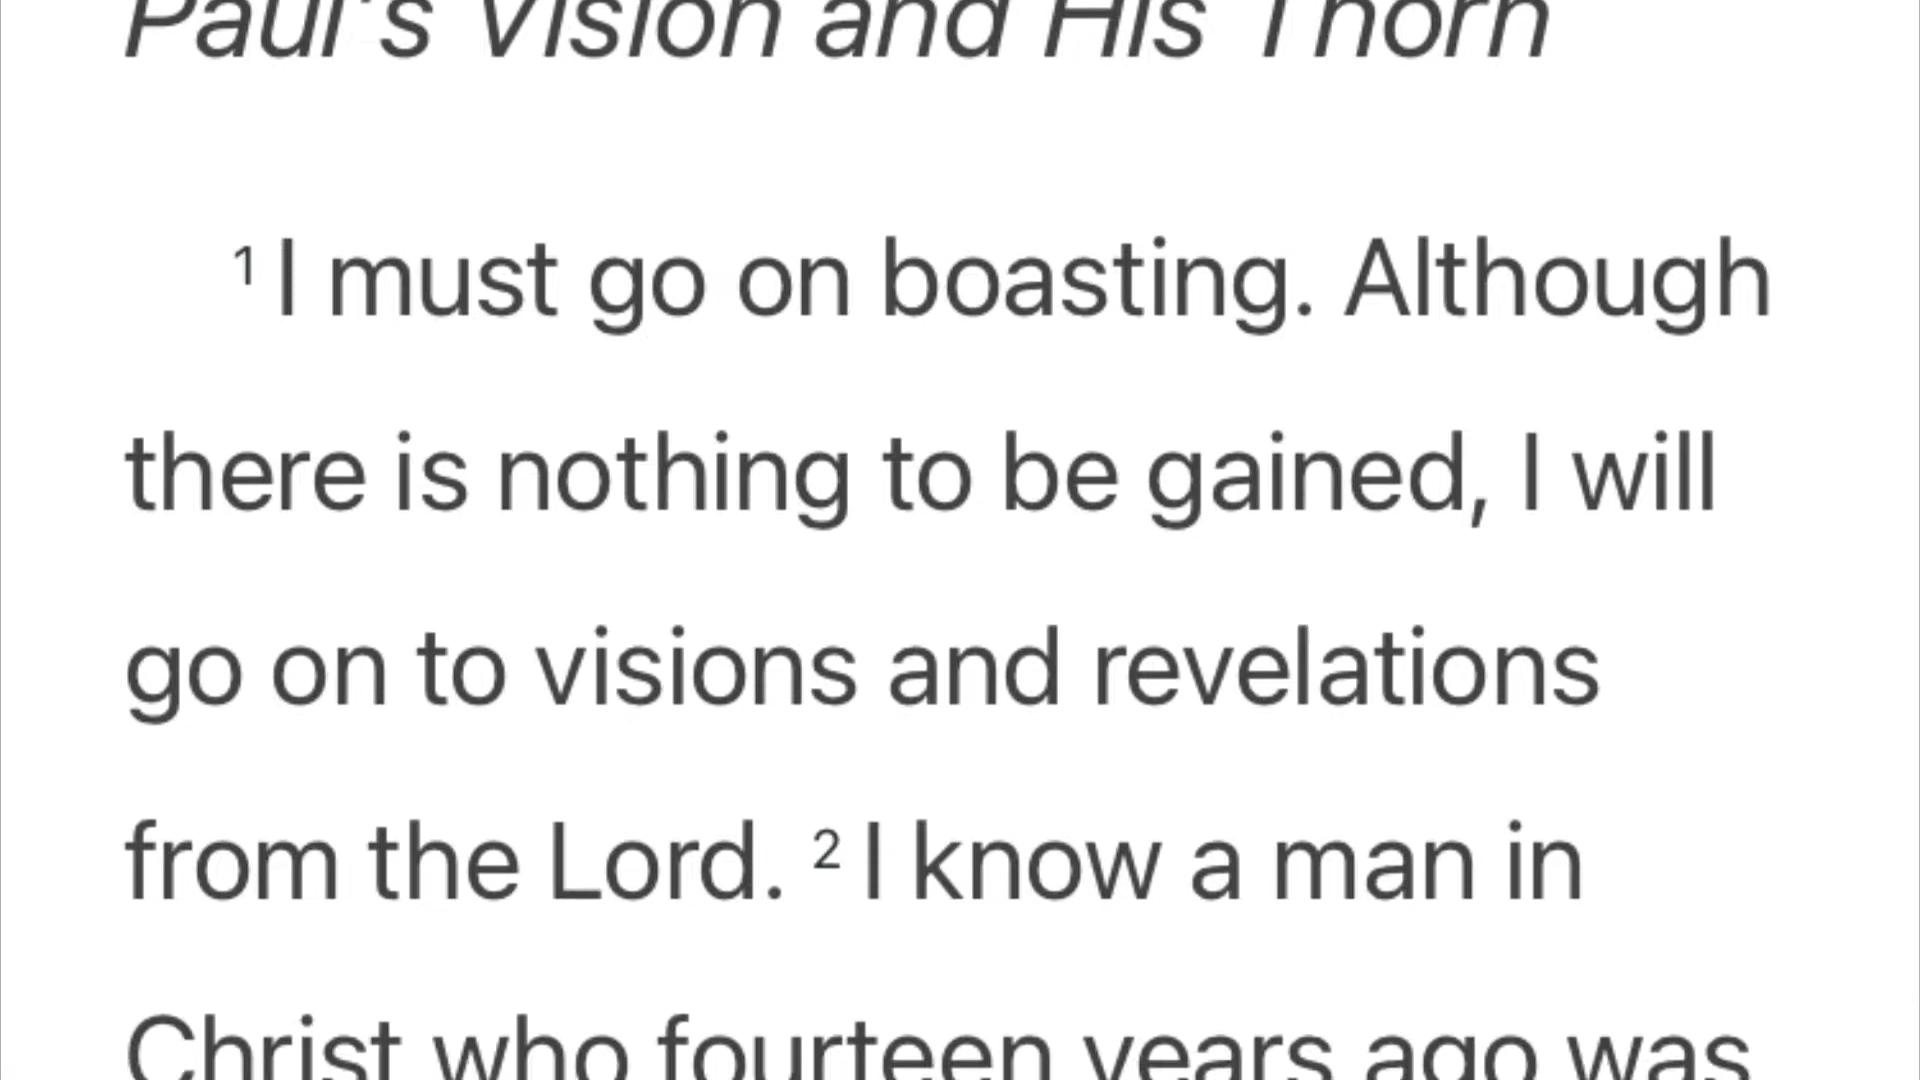 Paul's Vision and His Thorn
1 I must go on boasting. Although
there is nothing to be gained, I will
go on to visions and revelations
from the Lord. 2 I know a man in
Christ who fourteen years ago was